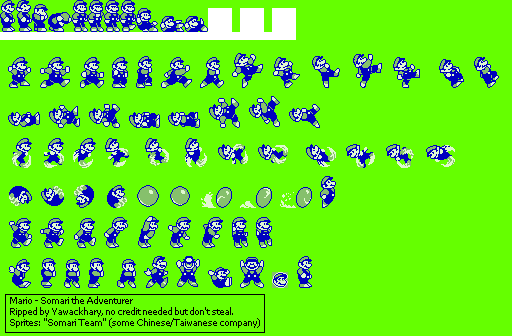 Mario - Somari the Adventurer
Ripped by Yawackhary, no credit needed but don't steal.
Sprites: "Somari Team" (some Chinese/Taiwanese company)